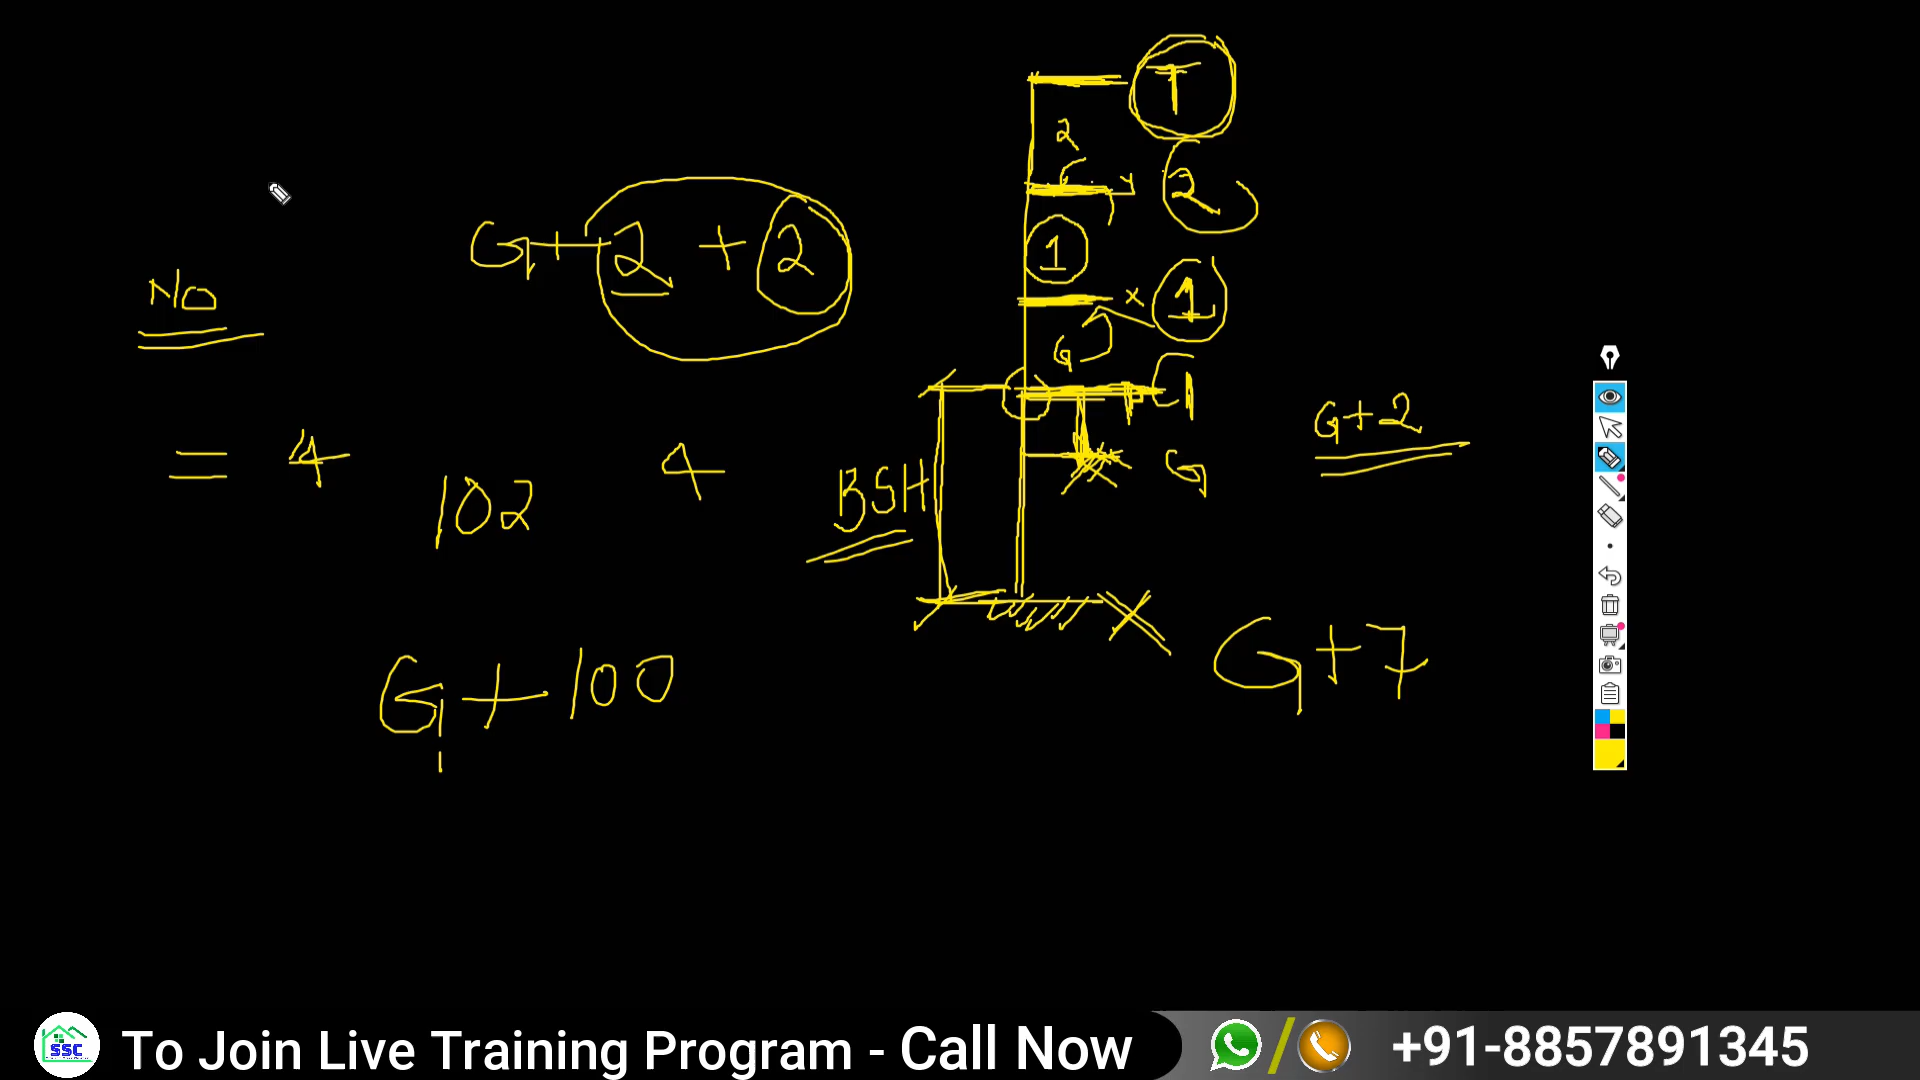 T
2
2
G+2+2
1
NO
x 1
G
G+2
= 4
4
G
102
BSH
G+7
G+100
SSC
To Join Live Training Program - Call Now
+91-8857891345